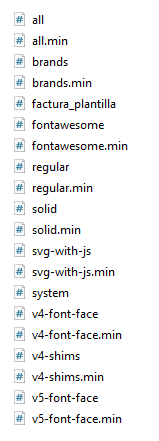 all
all.min
brands
brands.min
factura_plantilla
fontawesome
fontawesome.min
regular
regular.min
solid
solid.min
svg-with-js
svg-with-js.min
system
v4-font-face
v4-font-face.min
v4-shims
v4-shims.min
v5-font-face
v5-font-face.min